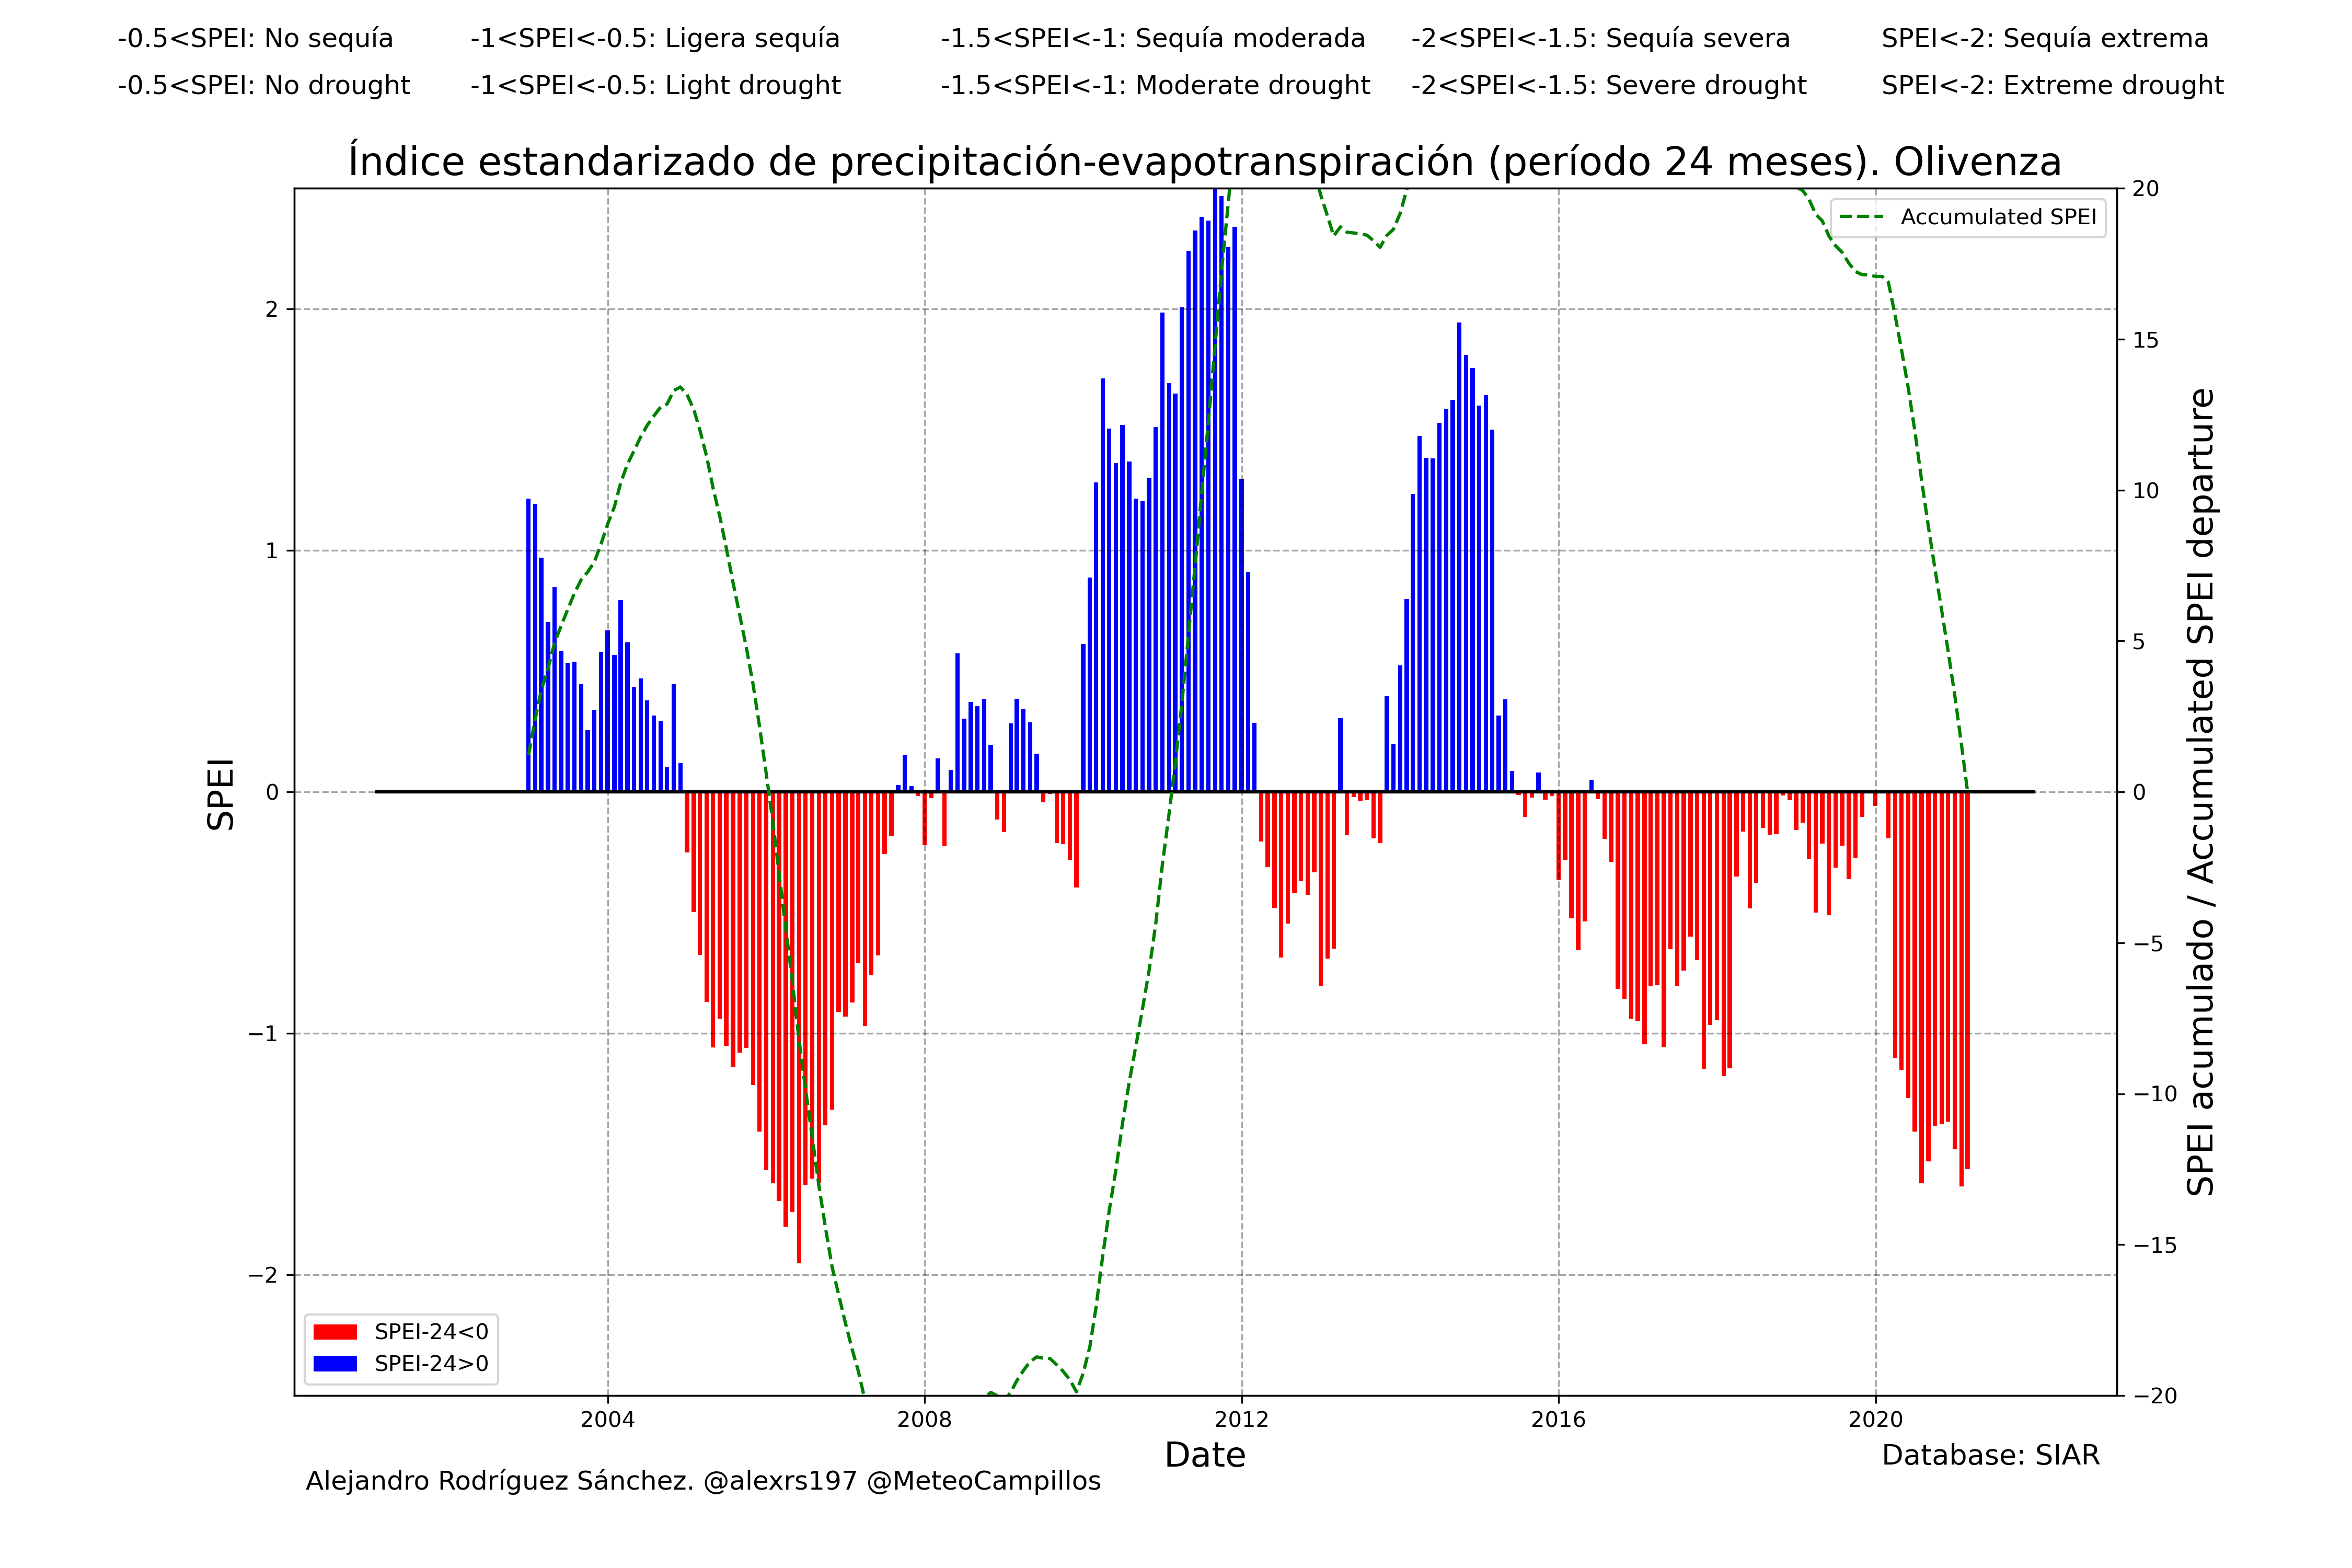 -0.5<SPEI: No sequía -1<SPEI<-0.5: Ligera sequía -1.5<SPEI<-1: Sequía moderada -2<SPEI<-1.5: Sequía severa SPEI<-2: Sequía extrema
-0.5<SPEI: No drought -1<SPEI<-0.5: Light drought -1.5<SPEI<-1: Moderate drought -2<SPEI<-1.5: Severe drought SPEI<-2: Extreme drought
Índice estandarizado de precipitación-evapotranspiración (período 24 meses). Olivenza
SPEI
2
1
0
−1
−2
Accumulated SPEI
20
15
10
5
0
−5
−10
−15
−20
SPEI acumulado / Accumulated SPEI departure
SPEI-24<0
SPEI-24>0
2004 2008 2012 2016 2020
Date
Database: SIAR
Alejandro Rodríguez Sánchez. @alexrs197 @MeteoCampillos